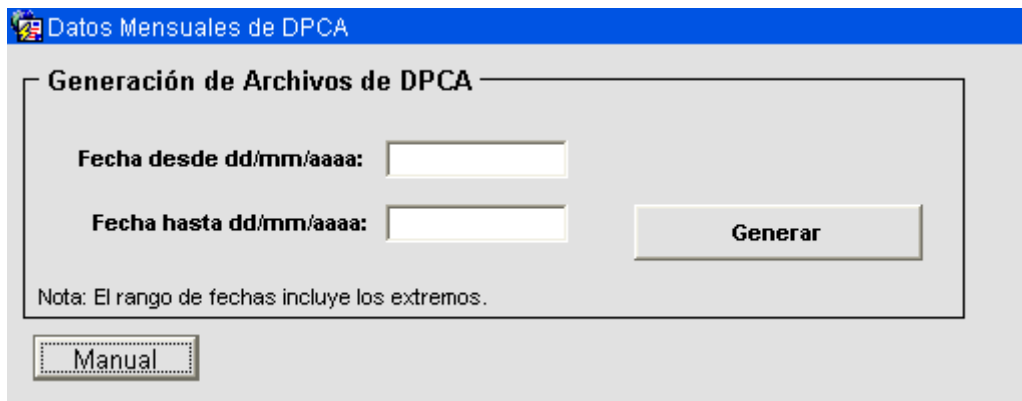 Datos Mensuales de DPCA
Generación de Archivos de DPCA
Fecha desde dd/mm/aaaa:
Fecha hasta dd/mm/aaaa:
Generar
Nota: El rango de fechas incluye los extremos.
Manual